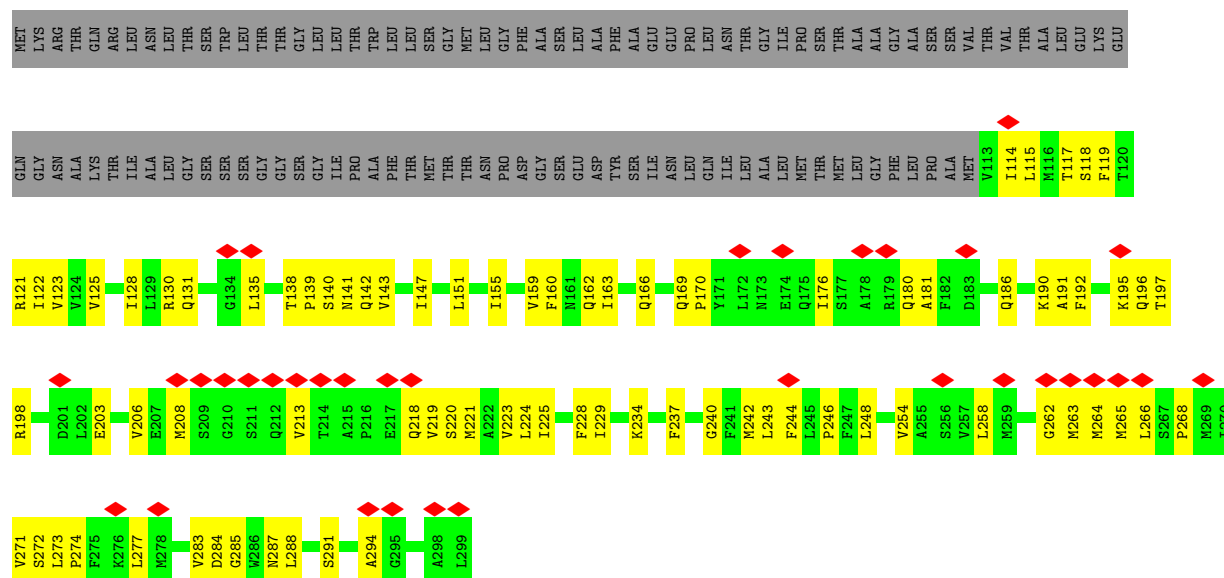 MET LYS ARG THR GLN ARG LEU ASN LEU THR SER TRP LEU THR THR GLY LEU LEU THR TRP LEU LEU SER GLY MET LEU GLY PHE ALA SER LEU ALA PHE ALA GLU GLU PRO LEU ASN THR GLY ILE PRO SER THR ALA ALA GLY ALA SER SER VAL THR VAL THR ALA LEU GLU LYS GLU
GLN GLY ASN ALA LYS THR ILE ALA LEU GLY SER SER SER GLY GLY SER GLY ILE PRO ALA PHE THR MET THR THR ASN PRO ASP GLY SER GLU ASP TYR SER ILE ASN LEU GLN ILE LEU ALA LEU MET THR MET LEU GLY PHE LEU PRO ALA MET V113 I114 L115 M116 T117 S118 F119 T120
R121 I122 V123 V124 V125 I128 L129 R130 Q131 G134 L135 T138 P139 S140 N141 Q142 V143 I147 L151 I155 V159 F160 N161 Q162 I163 Q166 Q169 P170 Y171 L172 N173 E174 Q175 I176 S177 A178 R179 Q180 A181 F182 D183 Q186 K190 A191 F192 K195 Q196 T197
R198 D201 L202 E203 V206 E207 M208 S209 G210 S211 Q212 V213 T214 A215 P216 E217 Q218 V219 S220 M221 A222 V223 L224 I225 F228 I229 K234 F237 G240 F241 M242 L243 F244 L245 P246 F247 L248 V254 A255 S256 V257 L258 M259 G262 M263 M264 M265 L266 S267 P268 M269 I270
V271 S272 L273 P274 F275 K276 L277 M278 V283 D284 G285 W286 N287 L288 S291 A294 G295 A298 L299